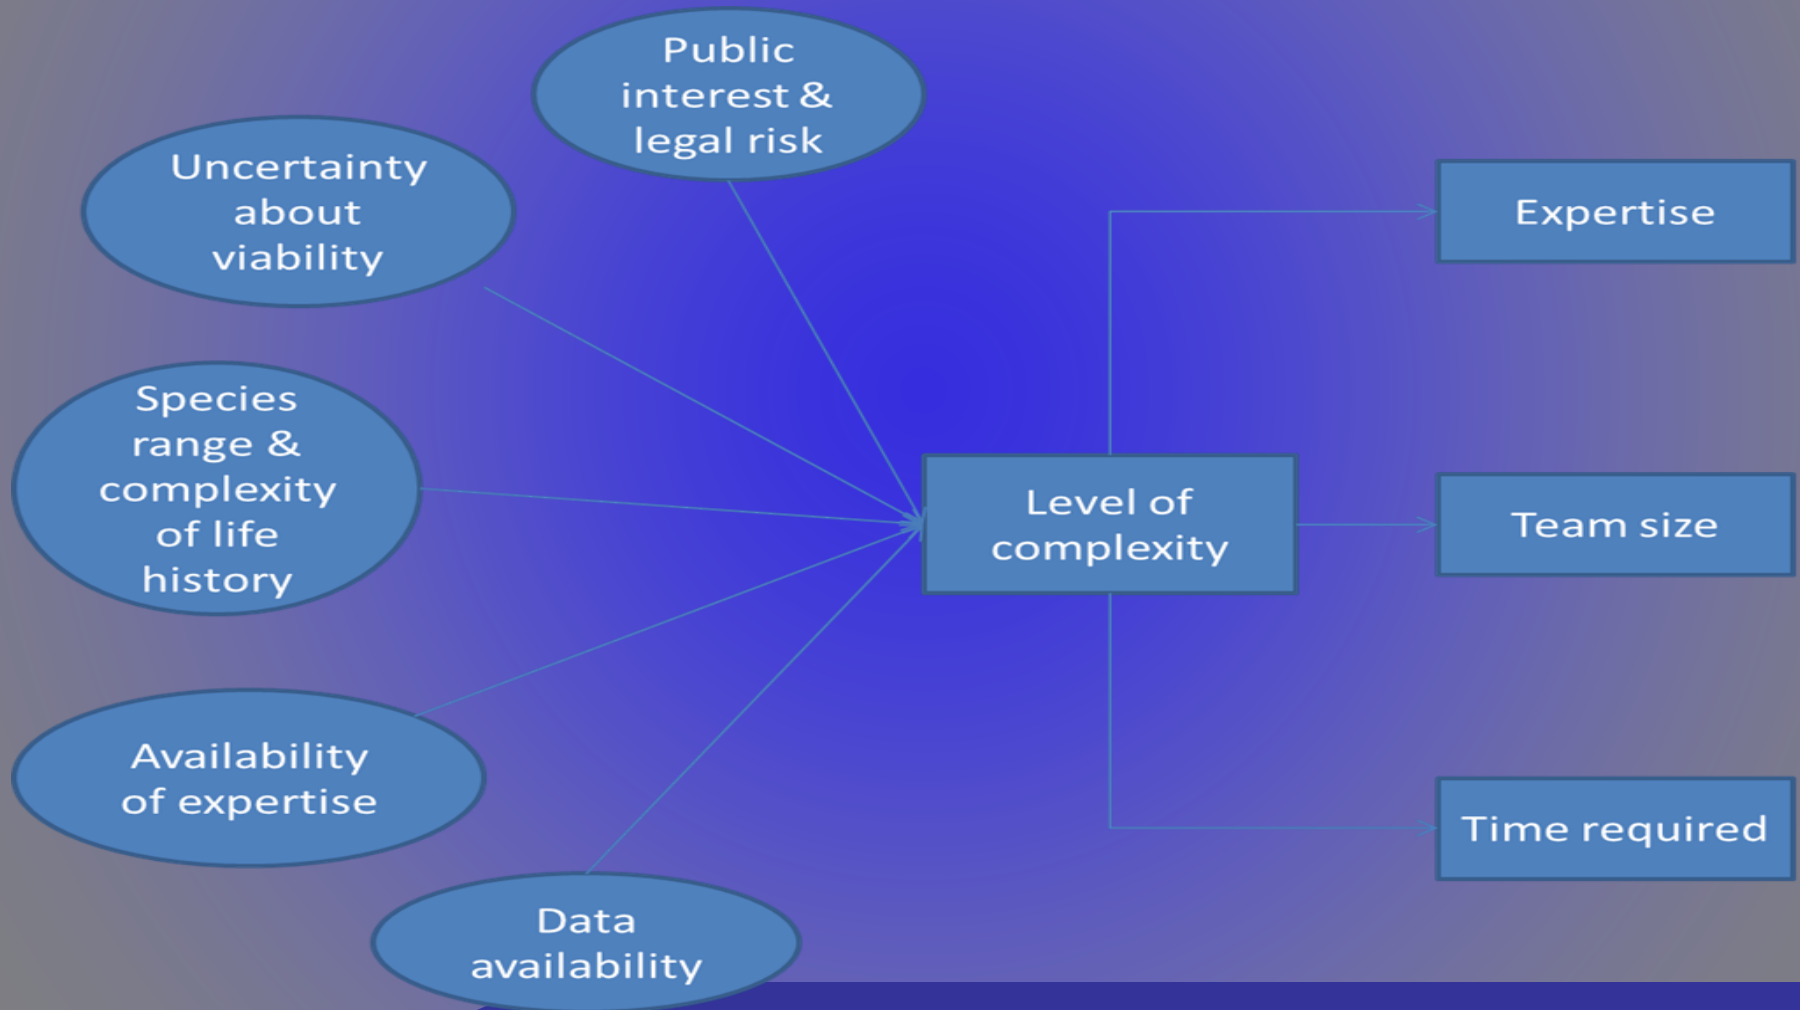 Public
interest &
legal risk
Uncertainty
about
viability
Species
range &
complexity
of life
history
Availability
of expertise
Data
availability
Level of
complexity
Expertise
Team size
Time required